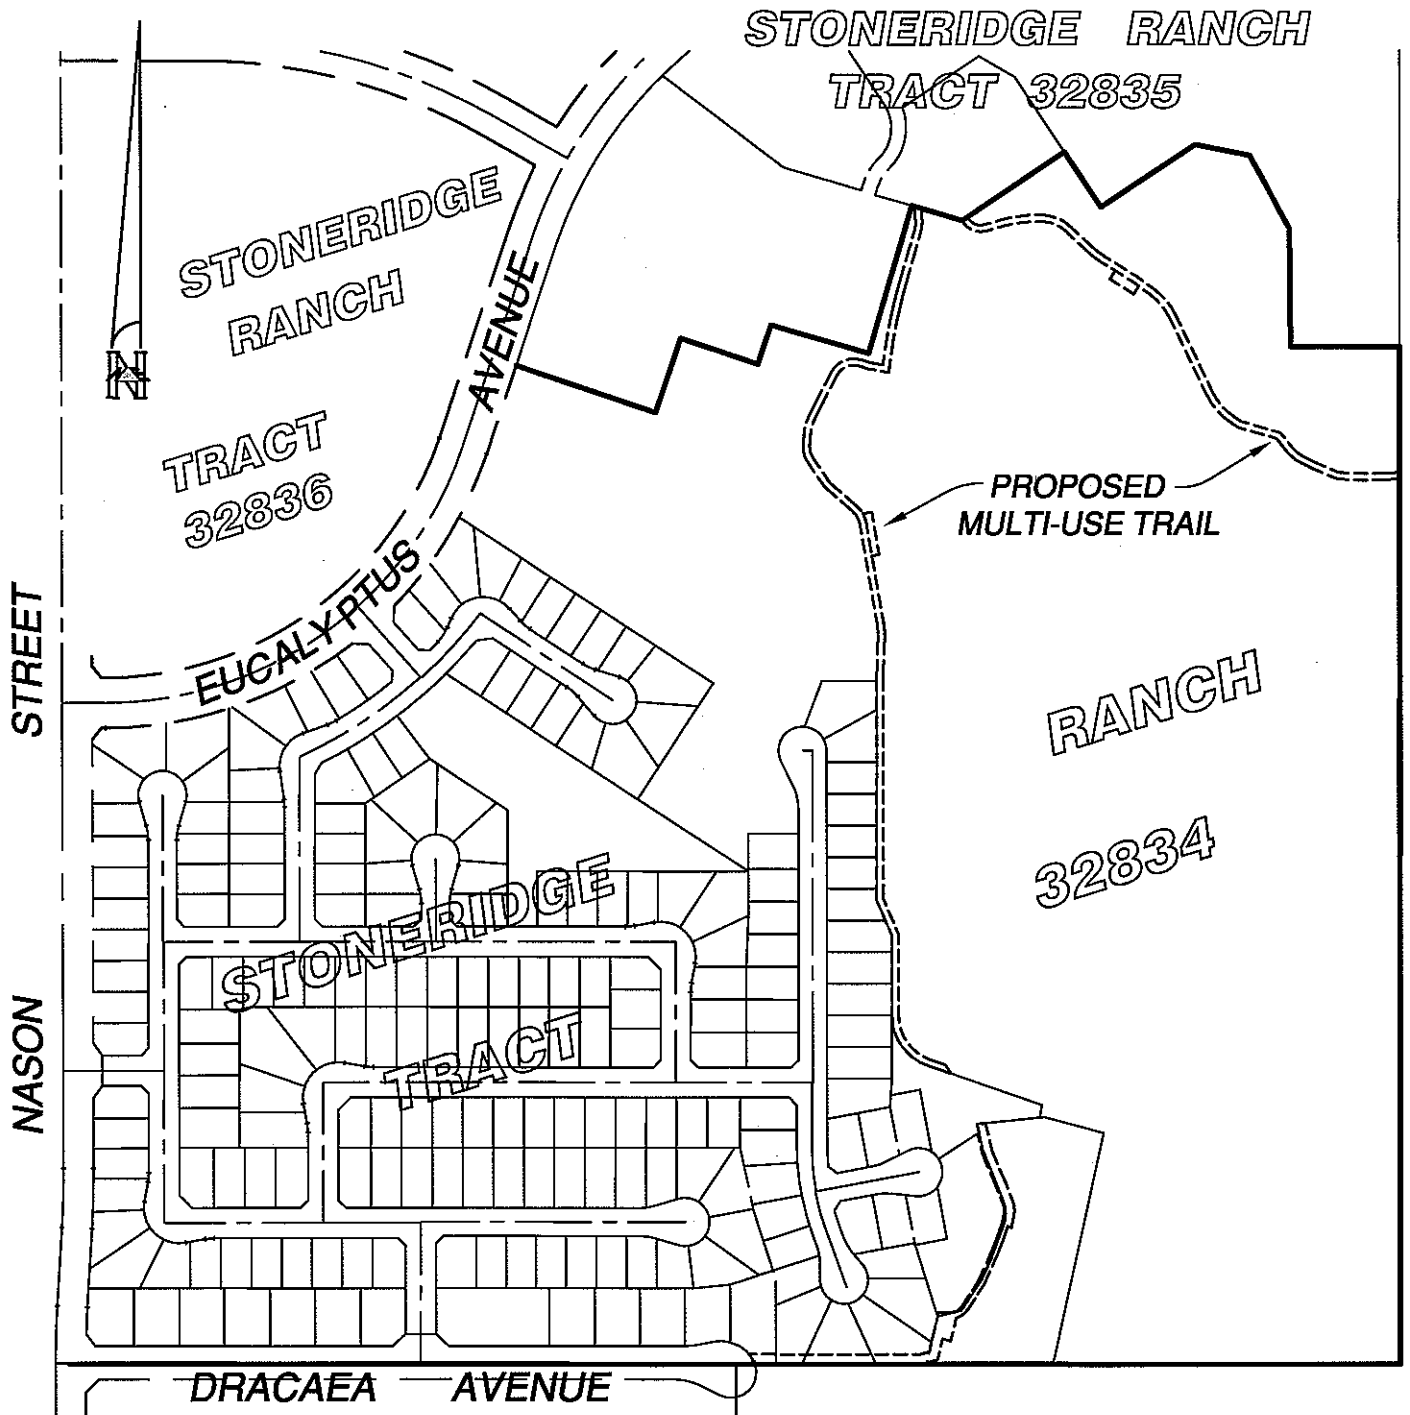 STONERIDGE RANCH
TRACT 32835
STONERIDGE
RANCH
TRACT
32836
N
EUCALYPTUS AVENUE
PROPOSED
MULTI-USE TRAIL
STONERIDGE RANCH
TRACT 32834
NASON STREET
DRACAEA AVENUE